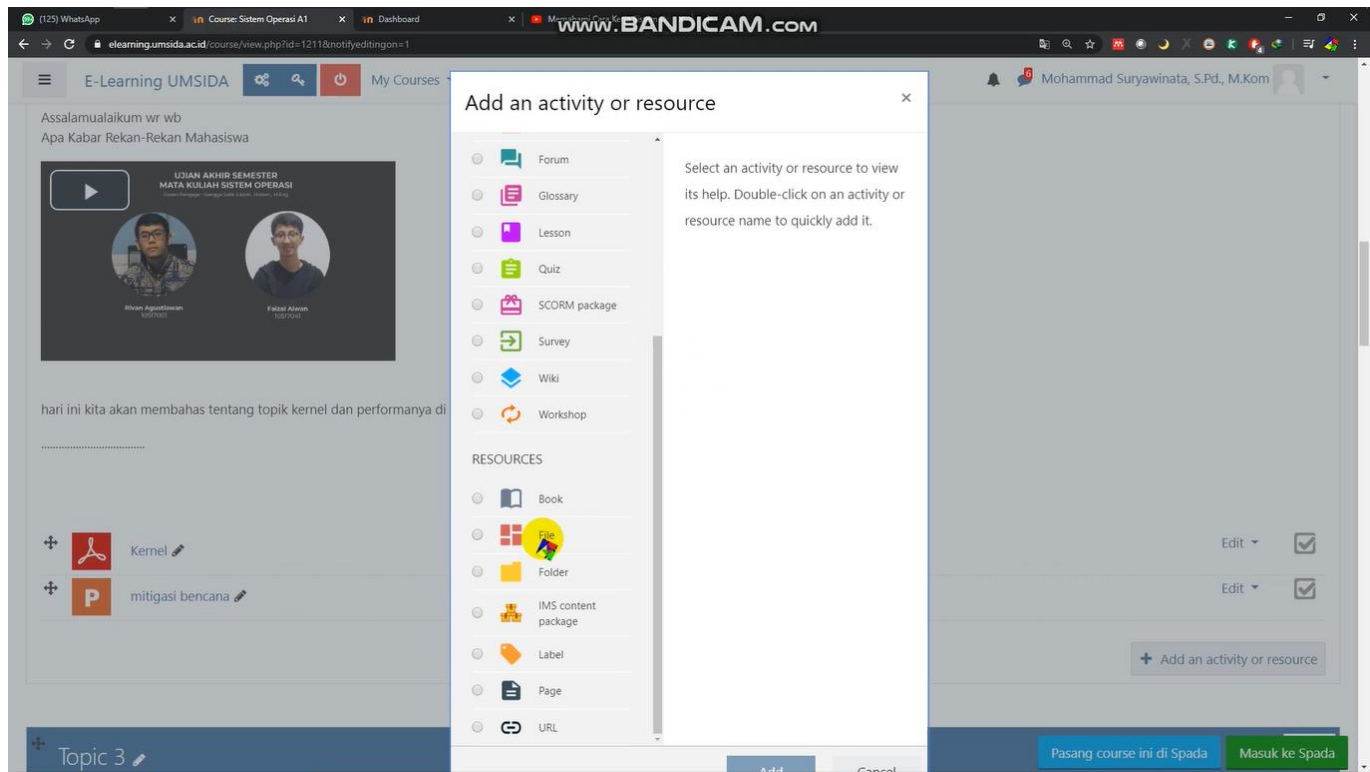 (125) WhatsApp
Course: Sistem Operasi A1
Dashboard
www.BANDICAM.com
elearning.umsida.ac.id/course/view.php?id=1211&notifyeditingon=1
E-Learning UMSIDA
My Courses
6
Mohammad Suryawinata, S.Pd., M.Kom
Assalamualaikum wr wb
Apa Kabar Rekan-Rekan Mahasiswa
UJIAN AKHIR SEMESTER
MATA KULIAH SISTEM OPERASI
Rivan Agustiawan
Faizal Alwan
hari ini kita akan membahas tentang topik kernel dan performanya di
....................................
Kernel
Edit
P
mitigasi bencana
Edit
+ Add an activity or resource
Topic 3
Pasang course ini di Spada
Masuk ke Spada
Add an activity or resource
×
Forum
Glossary
Lesson
Quiz
SCORM package
Survey
Wiki
Workshop
RESOURCES
Book
File
Folder
IMS content
package
Label
Page
URL
Select an activity or resource to view
its help. Double-click on an activity or
resource name to quickly add it.
Add
Cancel